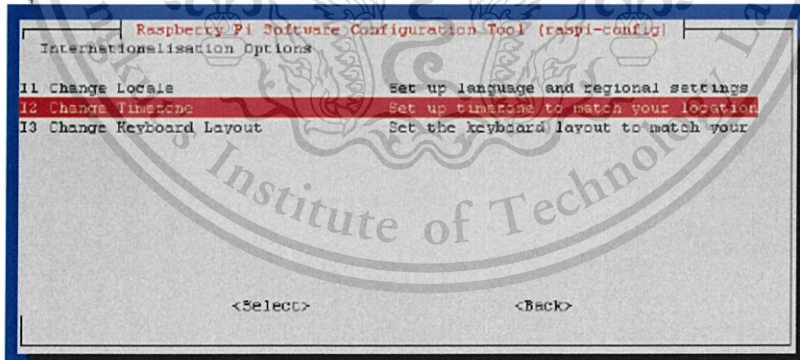 Raspberry Pi Software Configuration Tool (raspi-config)
Internationalisation Options
I1 Change Locale Set up language and regional settings
I2 Change Timezone Set up timezone to match your location
I3 Change Keyboard Layout Set the keyboard layout to match your
Institute of Technology
<Select> <Back>